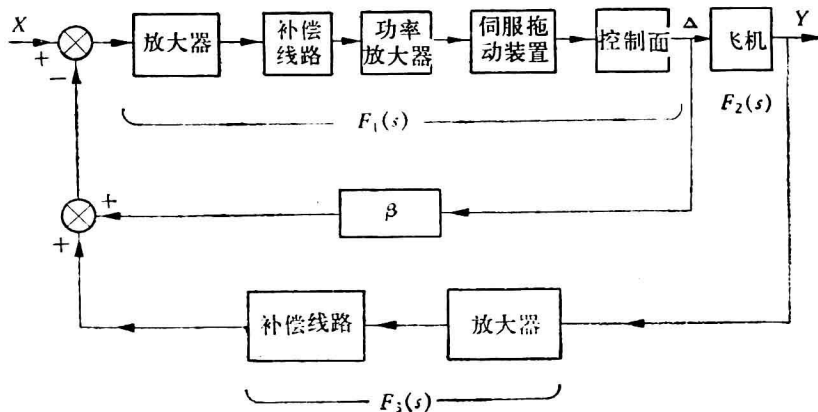 X
+
−
放大器
补偿
线路
功率
放大器
伺服拖
动装置
控制面
Δ
飞机
Y
F₁(s)
F₂(s)
+
+
β
补偿线路
放大器
F₃(s)